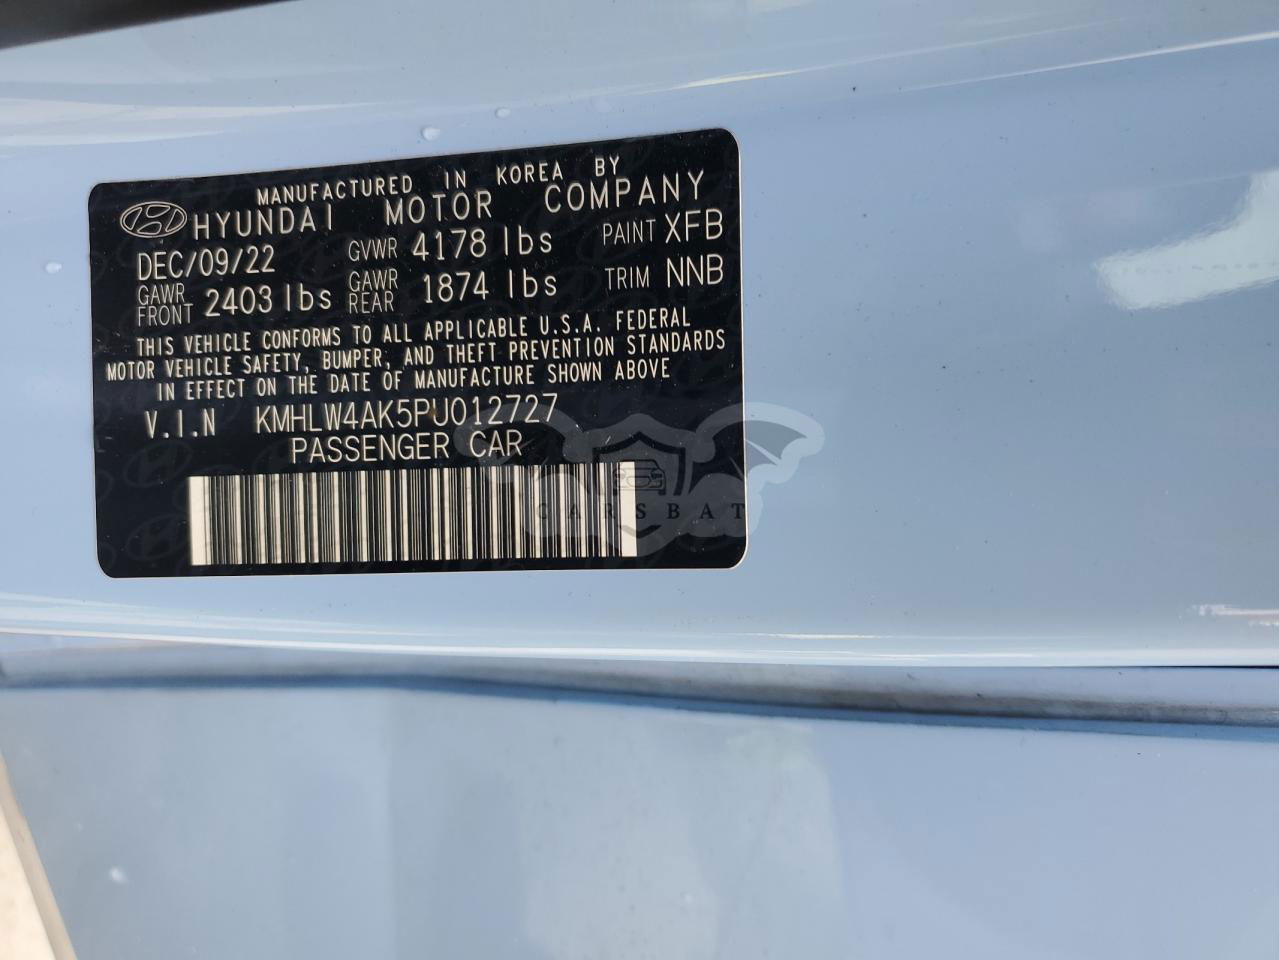 MANUFACTURED IN KOREA BY
HYUNDAI MOTOR COMPANY
DEC/09/22 GVWR 4178 lbs PAINT XFB
GAWR FRONT 2403 lbs GAWR REAR 1874 lbs TRIM NNB
THIS VEHICLE CONFORMS TO ALL APPLICABLE U.S.A. FEDERAL
MOTOR VEHICLE SAFETY, BUMPER, AND THEFT PREVENTION STANDARDS
IN EFFECT ON THE DATE OF MANUFACTURE SHOWN ABOVE
V.I.N KMHLW4AK5PU012727
PASSENGER CAR
CARSBAT